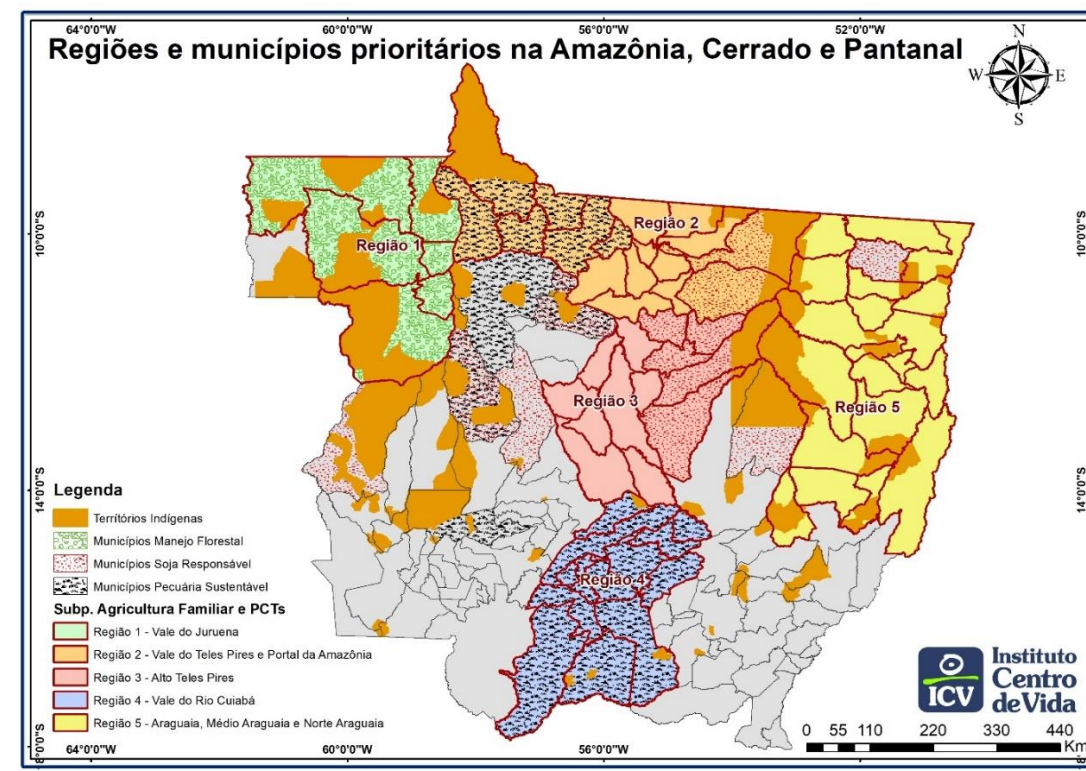 64°0'0"W 60°0'0"W 56°0'0"W 52°0'0"W
Regiões e municípios prioritários na Amazônia, Cerrado e Pantanal
N
W E
S
10°0'0"S 10°0'0"S
Região 1
Região 2
Região 3
Região 5
Região 4
14°0'0"S 14°0'0"S
Legenda
Territórios Indígenas
Municípios Manejo Florestal
Municípios Soja Responsável
Municípios Pecuária Sustentável
Subp. Agricultura Familiar e PCTs
Região 1 - Vale do Juruena
Região 2 - Vale do Teles Pires e Portal da Amazônia
Região 3 - Alto Teles Pires
Região 4 - Vale do Rio Cuiabá
Região 5 - Araguaia, Médio Araguaia e Norte Araguaia
ICV
Instituto
Centro
de Vida
0 55 110 220 330 440
Km
64°0'0"W 60°0'0"W 56°0'0"W